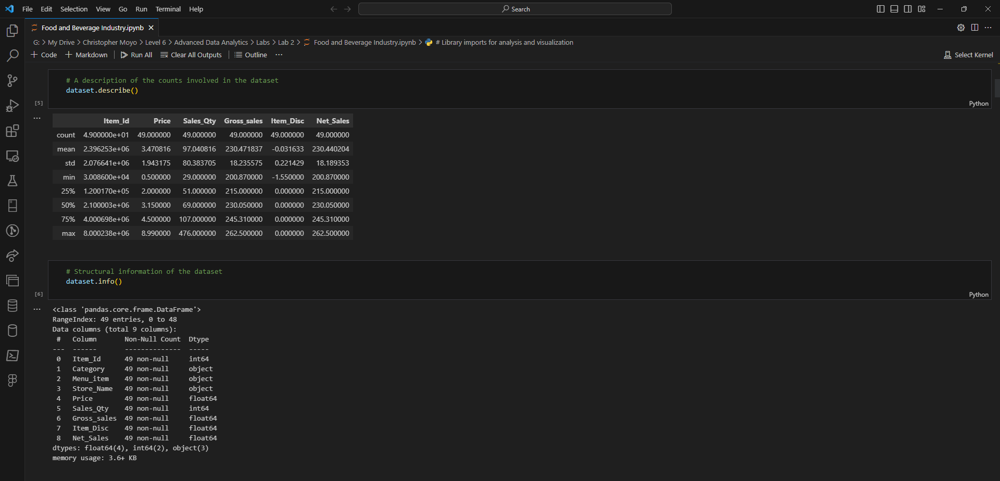 File Edit Selection View Go Run Terminal Help Search
Food and Beverage Industry.ipynb
G: > My Drive > Christopher Moyo > Level 6 > Advanced Data Analytics > Labs > Lab 2 > Food and Beverage Industry.ipynb > # Library imports for analysis and visualization
+ Code + Markdown | Run All Clear All Outputs | Outline ... Select Kernel
# A description of the counts involved in the dataset
dataset.describe()
[5] Python
Item_Id Price Sales_Qty Gross_sales Item_Disc Net_Sales
count 4.900000e+01 49.000000 49.000000 49.000000 49.000000 49.000000
mean 2.396253e+06 3.470816 97.040816 230.471837 -0.031633 230.440204
std 2.076641e+06 1.943175 80.383705 18.235575 0.221429 18.189353
min 3.008600e+04 0.500000 29.000000 200.870000 -1.550000 200.870000
25% 1.200170e+05 2.000000 51.000000 215.000000 0.000000 215.000000
50% 2.100003e+06 3.150000 69.000000 230.050000 0.000000 230.050000
75% 4.000698e+06 4.500000 107.000000 245.310000 0.000000 245.310000
max 8.000238e+06 8.990000 476.000000 262.500000 0.000000 262.500000
# Structural information of the dataset
dataset.info()
[6] Python
<class 'pandas.core.frame.DataFrame'>
RangeIndex: 49 entries, 0 to 48
Data columns (total 9 columns):
# Column Non-Null Count Dtype
--- ------ -------------- -----
0 Item_Id 49 non-null int64
1 Category 49 non-null object
2 Menu_item 49 non-null object
3 Store_Name 49 non-null object
4 Price 49 non-null float64
5 Sales_Qty 49 non-null int64
6 Gross_sales 49 non-null float64
7 Item_Disc 49 non-null float64
8 Net_Sales 49 non-null float64
dtypes: float64(4), int64(2), object(3)
memory usage: 3.6+ KB